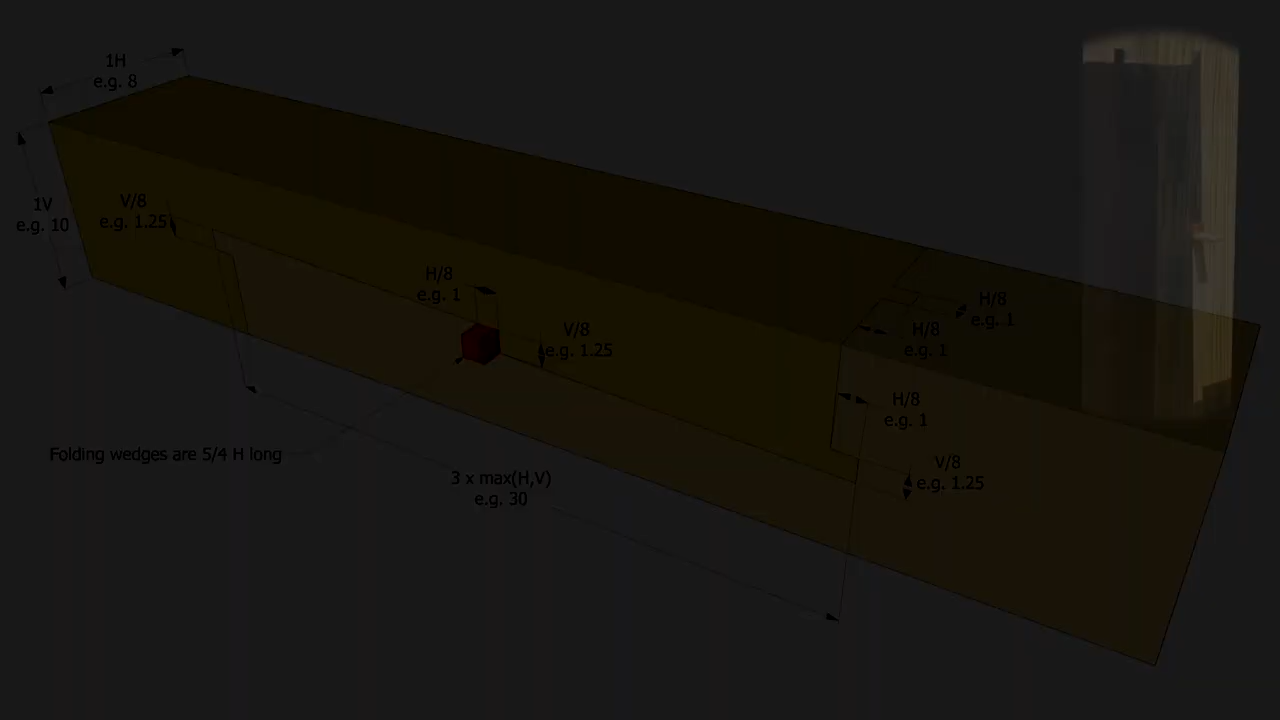 1H
e.g. 8
1V
e.g. 10
V/8
e.g. 1.25
H/8
e.g. 1
V/8
e.g. 1.25
H/8
e.g. 1
H/8
e.g. 1
H/8
e.g. 1
V/8
e.g. 1.25
Folding wedges are 5/4 H long
3 x max(H,V)
e.g. 30